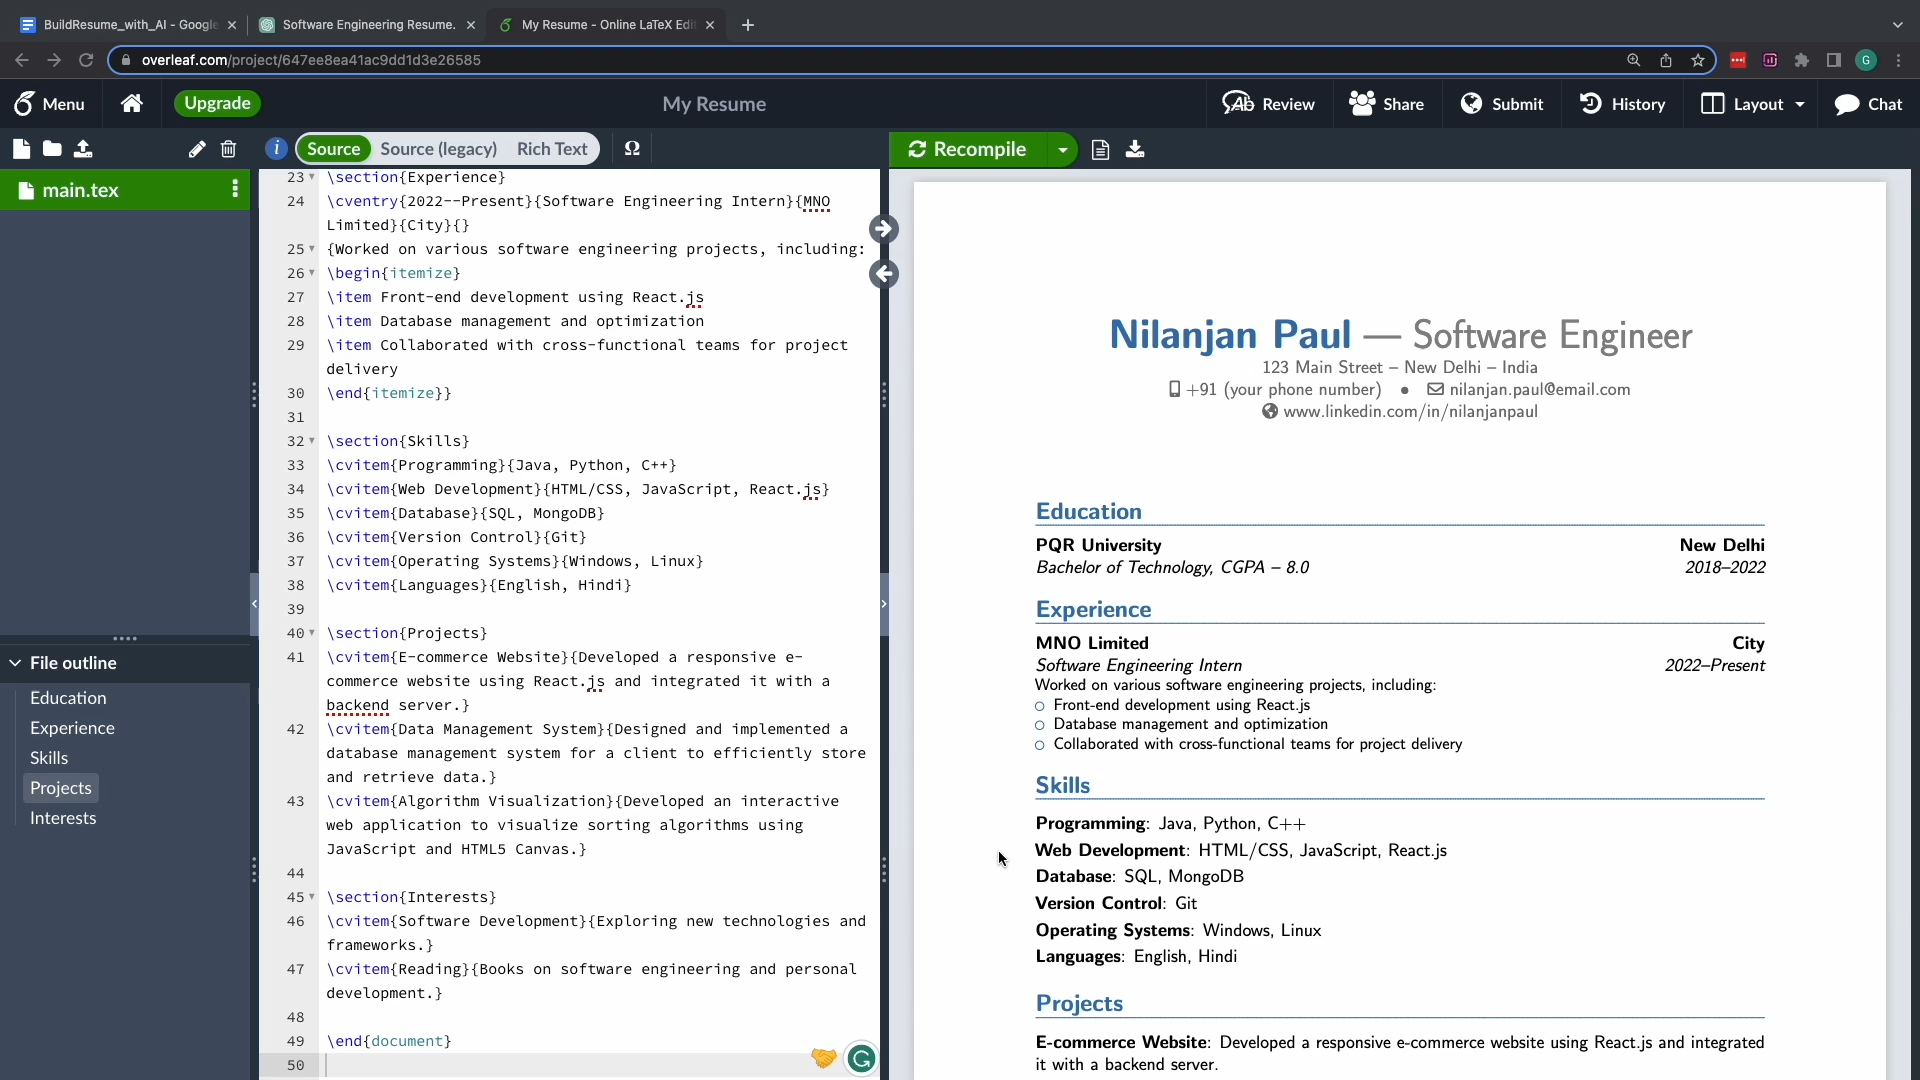 BuildResume_with_AI - Google
Software Engineering Resume.
My Resume - Online LaTeX Edi
overleaf.com/project/647ee8ea41ac9dd1d3e26585
G
Menu
Upgrade
My Resume
Review
Share
Submit
History
Layout
Chat
Source
Source (legacy)
Rich Text
Ω
Recompile
main.tex
File outline
Education
Experience
Skills
Projects
Interests
23 \section{Experience}
24 \cventry{2022--Present}{Software Engineering Intern}{MNO
Limited}{City}{}
25 {Worked on various software engineering projects, including:
26 \begin{itemize}
27 \item Front-end development using React.js
28 \item Database management and optimization
29 \item Collaborated with cross-functional teams for project
delivery
30 \end{itemize}}
31
32 \section{Skills}
33 \cvitem{Programming}{Java, Python, C++}
34 \cvitem{Web Development}{HTML/CSS, JavaScript, React.js}
35 \cvitem{Database}{SQL, MongoDB}
36 \cvitem{Version Control}{Git}
37 \cvitem{Operating Systems}{Windows, Linux}
38 \cvitem{Languages}{English, Hindi}
39
40 \section{Projects}
41 \cvitem{E-commerce Website}{Developed a responsive e-
commerce website using React.js and integrated it with a
backend server.}
42 \cvitem{Data Management System}{Designed and implemented a
database management system for a client to efficiently store
and retrieve data.}
43 \cvitem{Algorithm Visualization}{Developed an interactive
web application to visualize sorting algorithms using
JavaScript and HTML5 Canvas.}
44
45 \section{Interests}
46 \cvitem{Software Development}{Exploring new technologies and
frameworks.}
47 \cvitem{Reading}{Books on software engineering and personal
development.}
48
49 \end{document}
50
Nilanjan Paul — Software Engineer
123 Main Street – New Delhi – India
+91 (your phone number) • nilanjan.paul@email.com
www.linkedin.com/in/nilanjanpaul
Education
PQR University New Delhi
Bachelor of Technology, CGPA – 8.0 2018–2022
Experience
MNO Limited City
Software Engineering Intern 2022–Present
Worked on various software engineering projects, including:
Front-end development using React.js
Database management and optimization
Collaborated with cross-functional teams for project delivery
Skills
Programming: Java, Python, C++
Web Development: HTML/CSS, JavaScript, React.js
Database: SQL, MongoDB
Version Control: Git
Operating Systems: Windows, Linux
Languages: English, Hindi
Projects
E-commerce Website: Developed a responsive e-commerce website using React.js and integrated
it with a backend server.